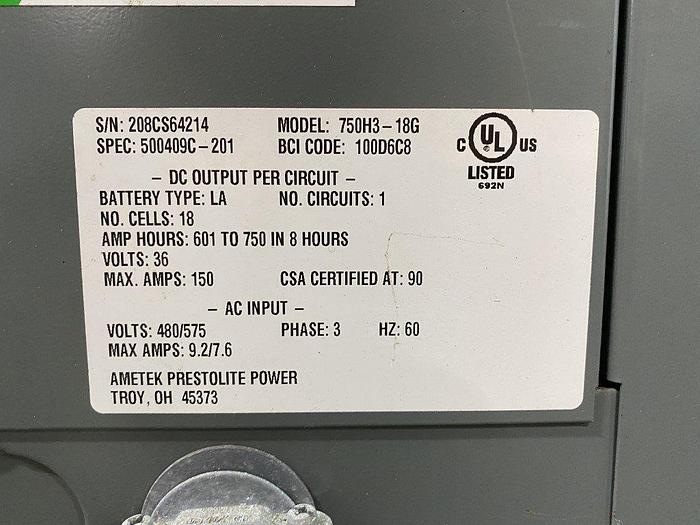 S/N: 208CS64214 MODEL: 750H3-18G
SPEC: 500409C-201 BCI CODE: 100D6C8
C UL US
LISTED
692N
- DC OUTPUT PER CIRCUIT -
BATTERY TYPE: LA NO. CIRCUITS: 1
NO. CELLS: 18
AMP HOURS: 601 TO 750 IN 8 HOURS
VOLTS: 36
MAX. AMPS: 150 CSA CERTIFIED AT: 90
- AC INPUT -
VOLTS: 480/575 PHASE: 3 HZ: 60
MAX AMPS: 9.2/7.6
AMETEK PRESTOLITE POWER
TROY, OH 45373